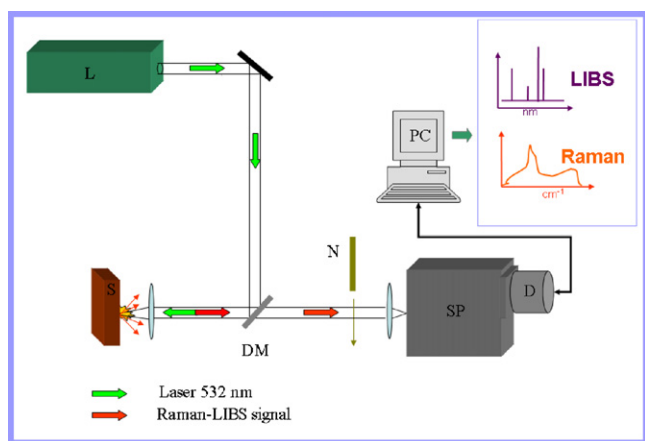 L
LIBS
nm
PC
Raman
cm-1
N
S
D
SP
DM
Laser 532 nm
Raman-LIBS signal